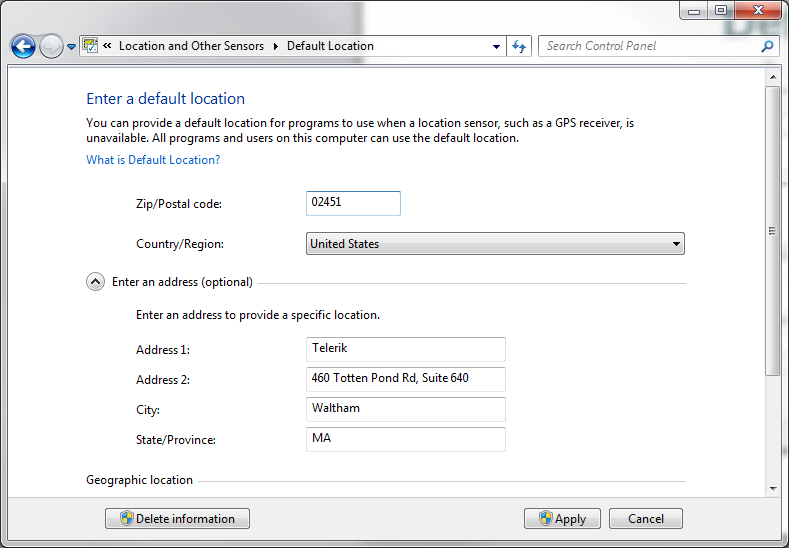 « Location and Other Sensors ▸ Default Location
Search Control Panel
Enter a default location
You can provide a default location for programs to use when a location sensor, such as a GPS receiver, is
unavailable. All programs and users on this computer can use the default location.
What is Default Location?
Zip/Postal code: 02451
Country/Region: United States
Enter an address (optional)
Enter an address to provide a specific location.
Address 1: Telerik
Address 2: 460 Totten Pond Rd, Suite 640
City: Waltham
State/Province: MA
Geographic location
Delete information Apply Cancel